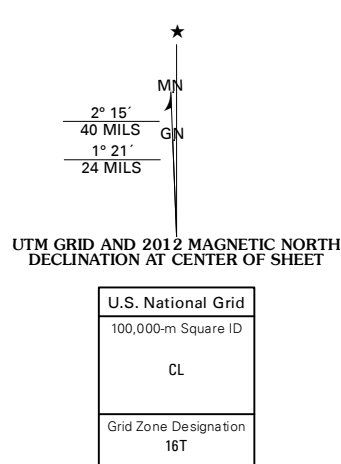 ★
MN
2° 15´
40 MILS
GN
1° 21´
24 MILS
UTM GRID AND 2012 MAGNETIC NORTH
DECLINATION AT CENTER OF SHEET
U.S. National Grid
100,000-m Square ID
CL
Grid Zone Designation
16T